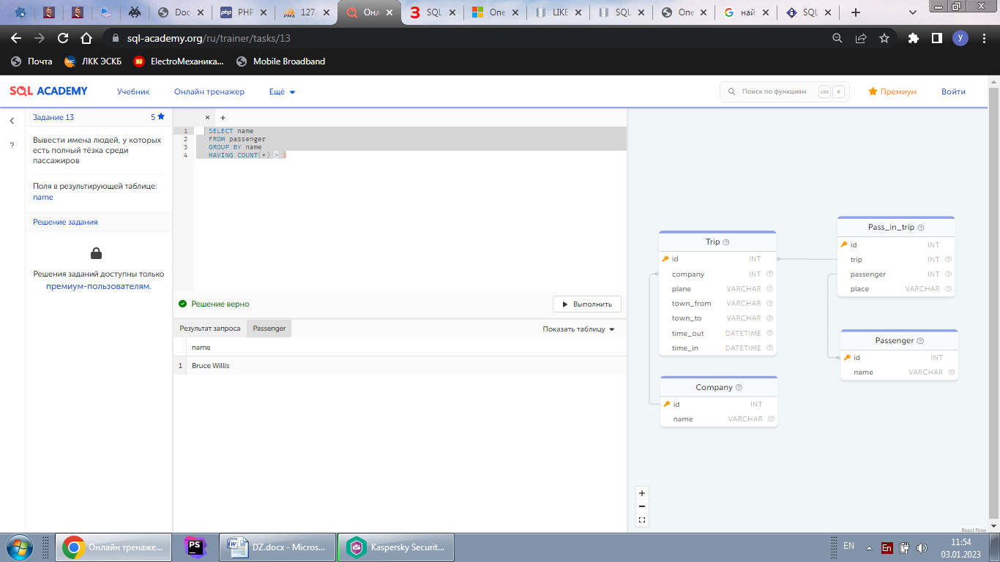 Doc
PHP
127.
Онл
SQL
Опе
LIKE
SQL
Опе
най
SQL
sql-academy.org/ru/trainer/tasks/13
У
Почта
ЛКК ЭСКБ
ElectroМеханика...
Mobile Broadband
SQL ACADEMY
Учебник
Онлайн тренажер
Ещё
Поиск по функциям
ctrl
K
Премиум
Войти
Задание 13
5
?
Вывести имена людей, у которых
есть полный тёзка среди
пассажиров
Поля в результирующей таблице:
name
Решение задания
Решения заданий доступны только
премиум-пользователям.
1 SELECT name
2 FROM passenger
3 GROUP BY name
4 HAVING COUNT(*) > 1
Решение верно
Выполнить
Результат запроса
Passenger
Показать таблицу
name
1 Bruce Willis
Trip
id INT
company INT
plane VARCHAR
town_from VARCHAR
town_to VARCHAR
time_out DATETIME
time_in DATETIME
Pass_in_trip
id INT
trip INT
passenger INT
place VARCHAR
Passenger
id INT
name VARCHAR
Company
id INT
name VARCHAR
React Flow
Онлайн тренаже...
PS
DZ.docx - Micros...
Kaspersky Securit...
EN
En
11:54
03.01.2023